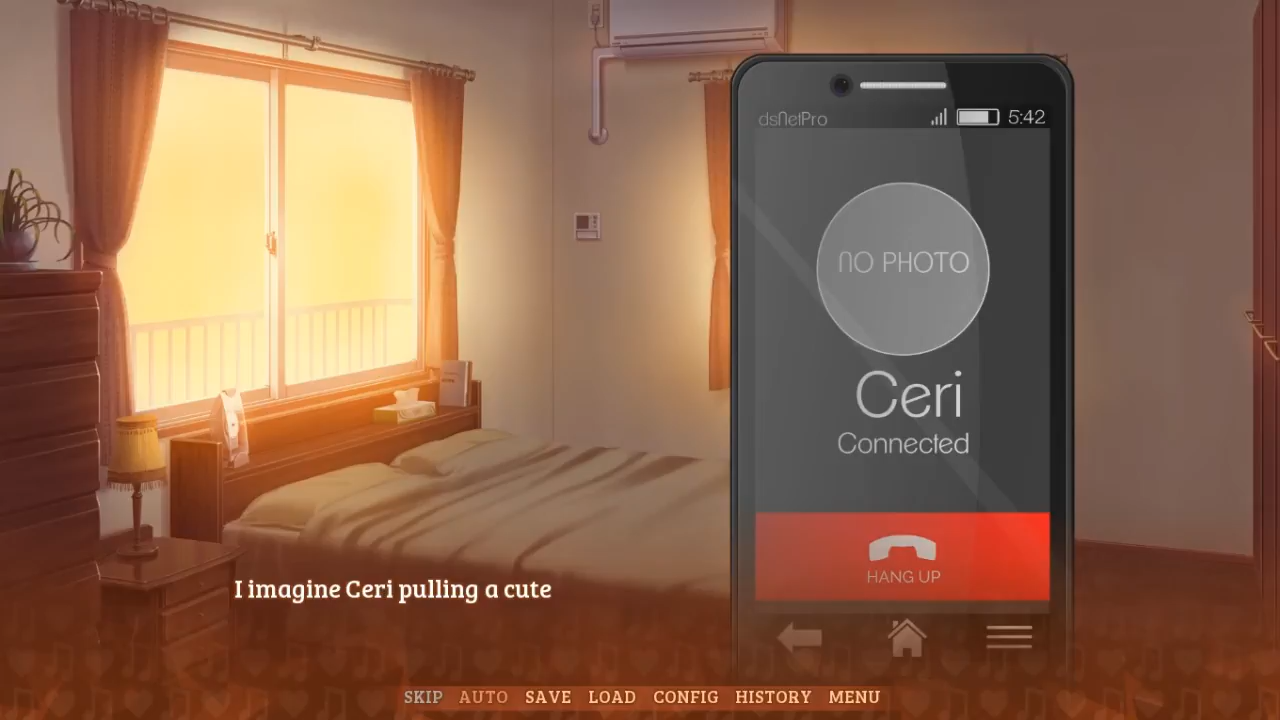 dsNetPro
5:42
NO PHOTO
Ceri
Connected
HANG UP
I imagine Ceri pulling a cute
SKIP AUTO SAVE LOAD CONFIG HISTORY MENU